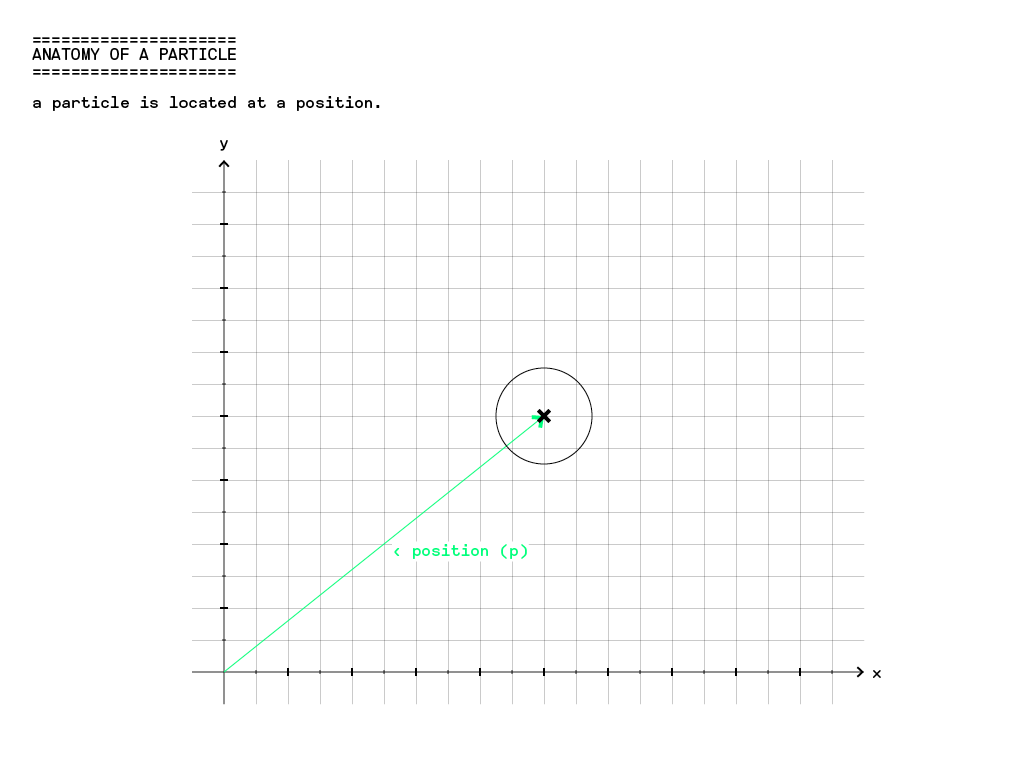 =====================
ANATOMY OF A PARTICLE
=====================
a particle is located at a position.
y
‹ position (p)
x